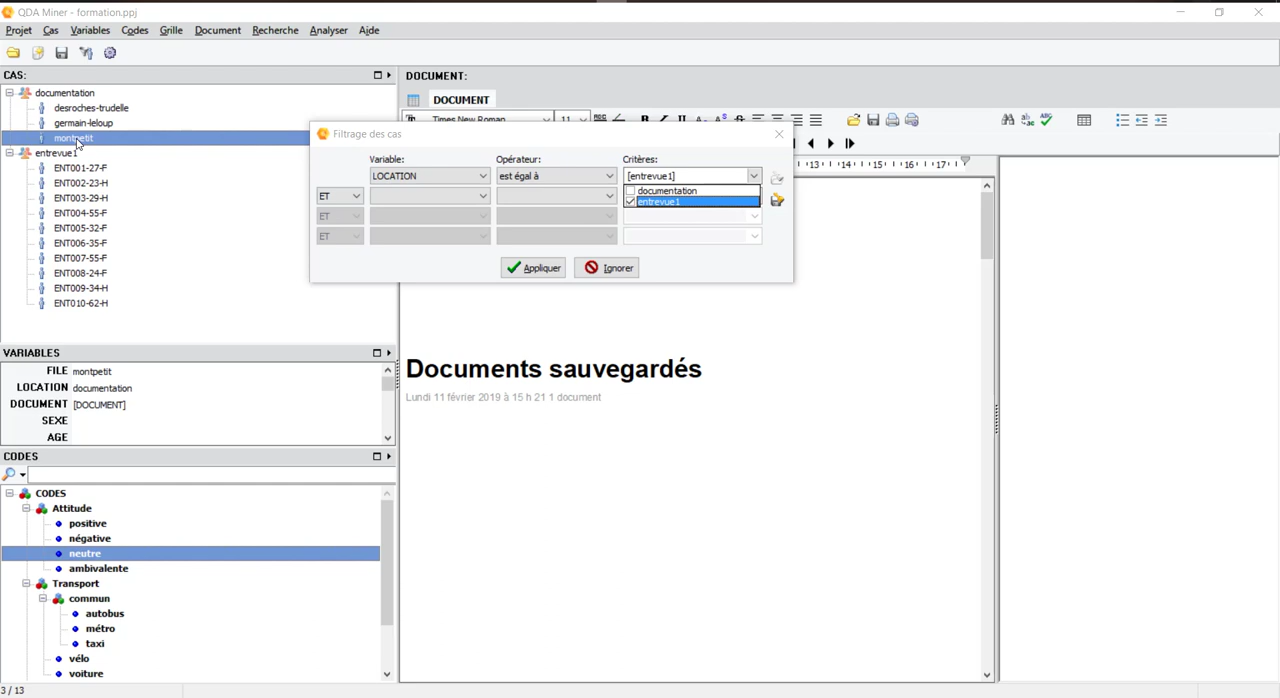 QDA Miner - formation.ppj
Projet Cas Variables Codes Grille Document Recherche Analyser Aide
CAS:
documentation
desroches-trudelle
germain-leloup
montpetit
entrevue1
ENT001-27-F
ENT002-23-H
ENT003-29-H
ENT004-55-F
ENT005-32-F
ENT006-35-F
ENT007-55-F
ENT008-24-F
ENT009-34-H
ENT010-62-H
VARIABLES
FILE montpetit
LOCATION documentation
DOCUMENT [DOCUMENT]
SEXE
AGE
CODES
CODES
Attitude
positive
négative
neutre
ambivalente
Transport
commun
autobus
métro
taxi
vélo
voiture
3 / 13
DOCUMENT:
DOCUMENT
Times New Roman 11
13 14 15 16 17
Filtrage des cas
Variable: Opérateur: Critères:
LOCATION est égal à [entrevue1]
documentation
ET entrevue1
ET
ET
Appliquer Ignorer
Documents sauvegardés
Lundi 11 février 2019 à 15 h 21 1 document